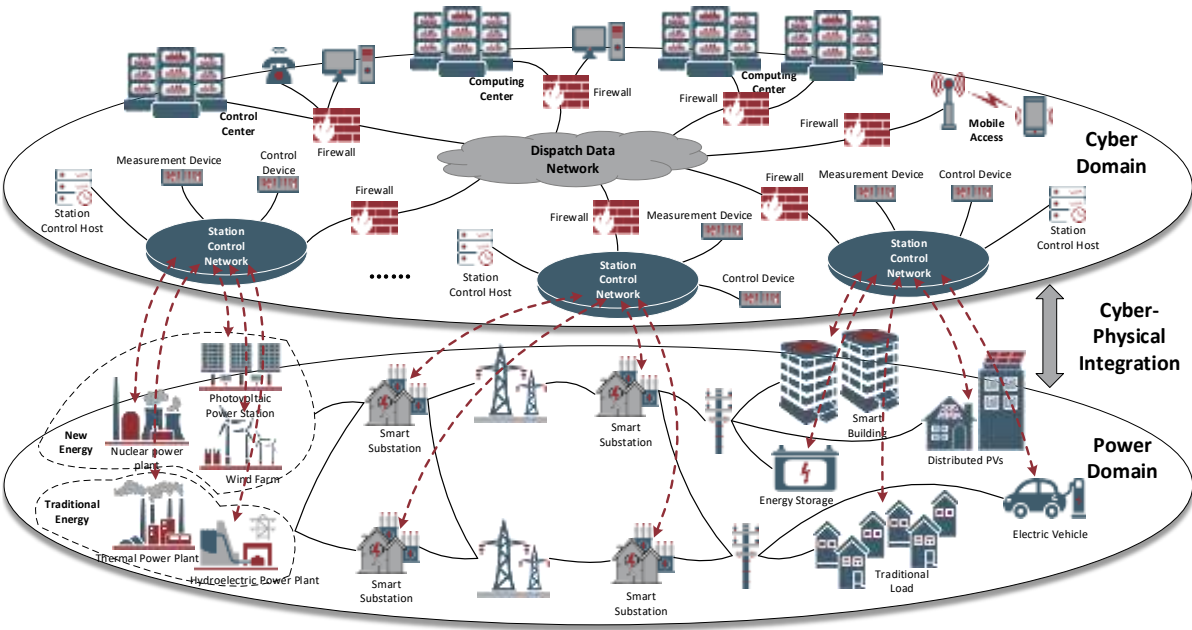 Computing
Center
Firewall
Computing
Center
Firewall
Control
Center
Firewall
Firewall
Mobile
Access
Dispatch Data
Network
Cyber
Domain
Measurement Device
Control
Device
Firewall
Station
Control Host
Station
Control
Network
Firewall
Measurement Device
Station
Control Host
Station
Control
Network
Control Device
......
Firewall
Measurement Device
Control Device
Station
Control Host
Station
Control
Network
Cyber-
Physical
Integration
Photovoltaic
Power Station
New
Energy
Nuclear power
plant
Wind Farm
Traditional
Energy
Thermal Power Plant
Hydroelectric Power Plant
Smart
Substation
Smart
Substation
Smart
Substation
Smart
Substation
Smart
Building
Distributed PVs
Energy Storage
Electric Vehicle
Traditional
Load
Power
Domain